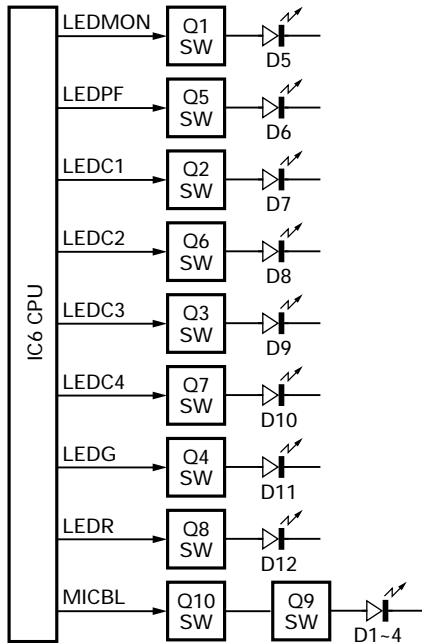 IC6 CPU
LEDMON
Q1
SW
D5
LEDPF
Q5
SW
D6
LEDC1
Q2
SW
D7
LEDC2
Q6
SW
D8
LEDC3
Q3
SW
D9
LEDC4
Q7
SW
D10
LEDG
Q4
SW
D11
LEDR
Q8
SW
D12
MICBL
Q10
SW
Q9
SW
D1~4